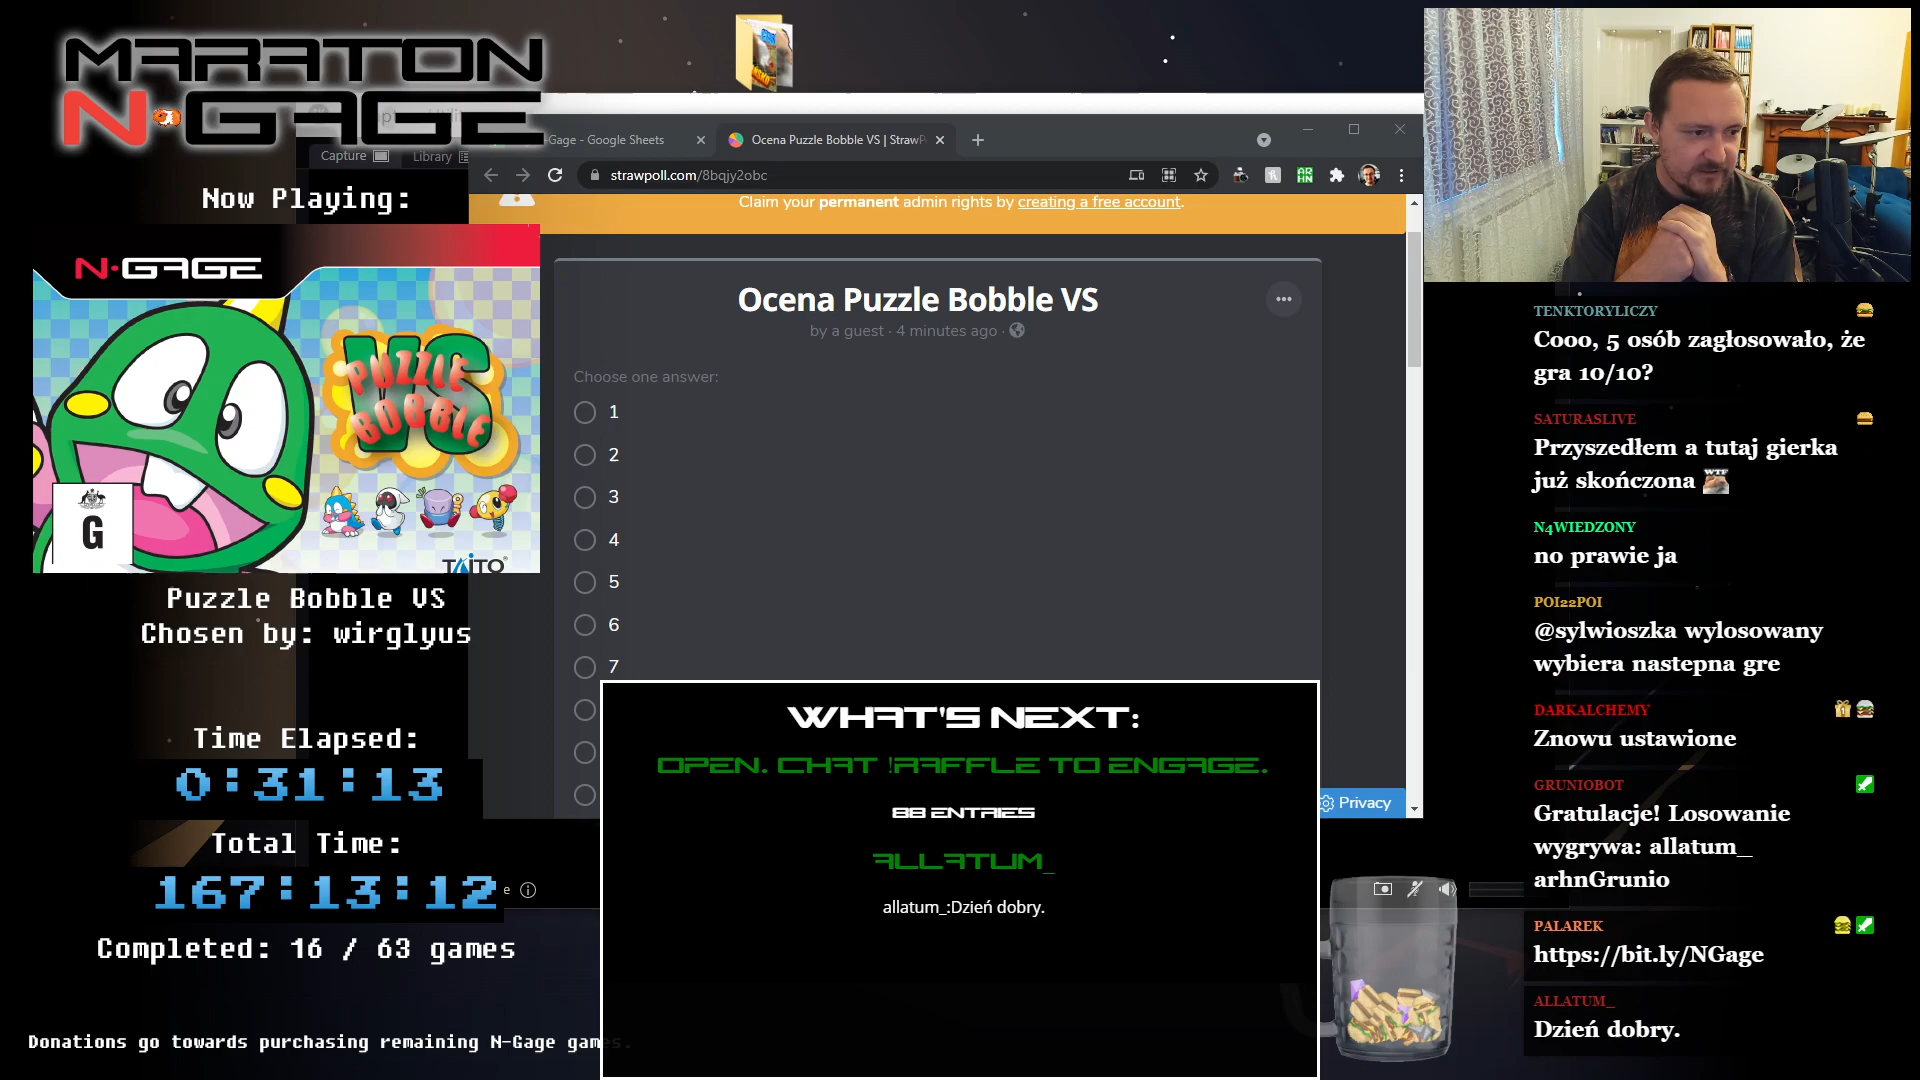 MARATON
N-GAGE
Capture
Library
Now Playing:
N-GAGE
PUZZLE
VS
BOBBLE
G
TAITO
Puzzle Bobble VS
Chosen by: wirglyus
Time Elapsed:
0:31:13
Total Time:
167:13:12
Completed: 16 / 63 games
Donations go towards purchasing remaining N-Gage games.
Gage - Google Sheets
Ocena Puzzle Bobble VS | StrawP
strawpoll.com/8bqjy2obc
AR
HN
Claim your permanent admin rights by creating a free account.
Ocena Puzzle Bobble VS
by a guest · 4 minutes ago ·
Choose one answer:
1
2
3
4
5
6
7
Privacy
WHAT'S NEXT:
OPEN. CHAT !RAFFLE TO ENGAGE.
88 ENTRIES
ALLATUM_
allatum_:Dzień dobry.
TENKTORYLICZY
Cooo, 5 osób zagłosowało, że
gra 10/10?
SATURASLIVE
Przyszedłem a tutaj gierka
już skończona WTF
N4WIEDZONY
no prawie ja
POI22POI
@sylwioszka wylosowany
wybiera nastepna gre
DARKALCHEMY
Znowu ustawione
GRUNIOBOT
Gratulacje! Losowanie
wygrywa: allatum_
arhnGrunio
PALAREK
https://bit.ly/NGage
ALLATUM_
Dzień dobry.